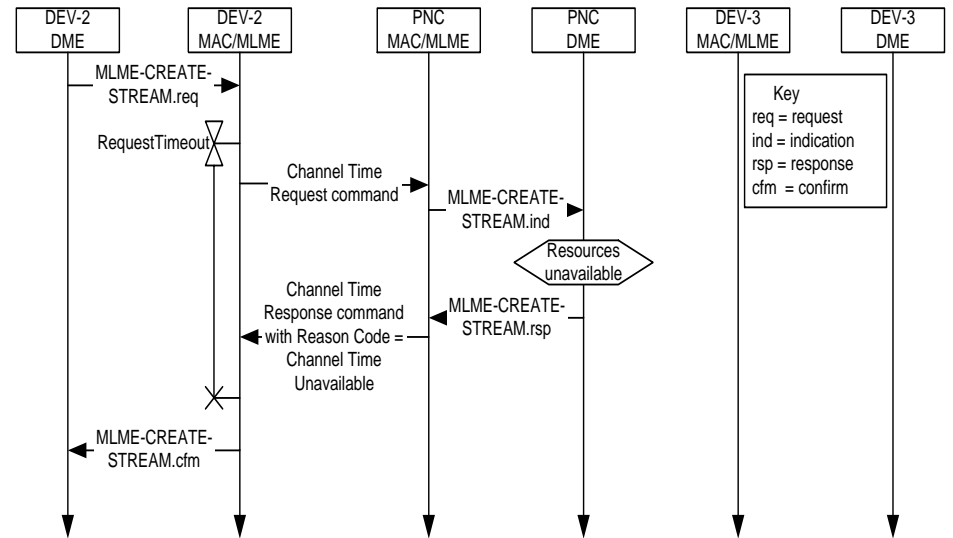 DEV-2
DME
DEV-2
MAC/MLME
PNC
MAC/MLME
PNC
DME
DEV-3
MAC/MLME
DEV-3
DME
MLME-CREATE-
STREAM.req
Key
req = request
ind = indication
rsp = response
cfm = confirm
RequestTimeout
Channel Time
Request command
MLME-CREATE-
STREAM.ind
Resources
unavailable
Channel Time
Response command
with Reason Code =
Channel Time
Unavailable
MLME-CREATE-
STREAM.rsp
MLME-CREATE-
STREAM.cfm